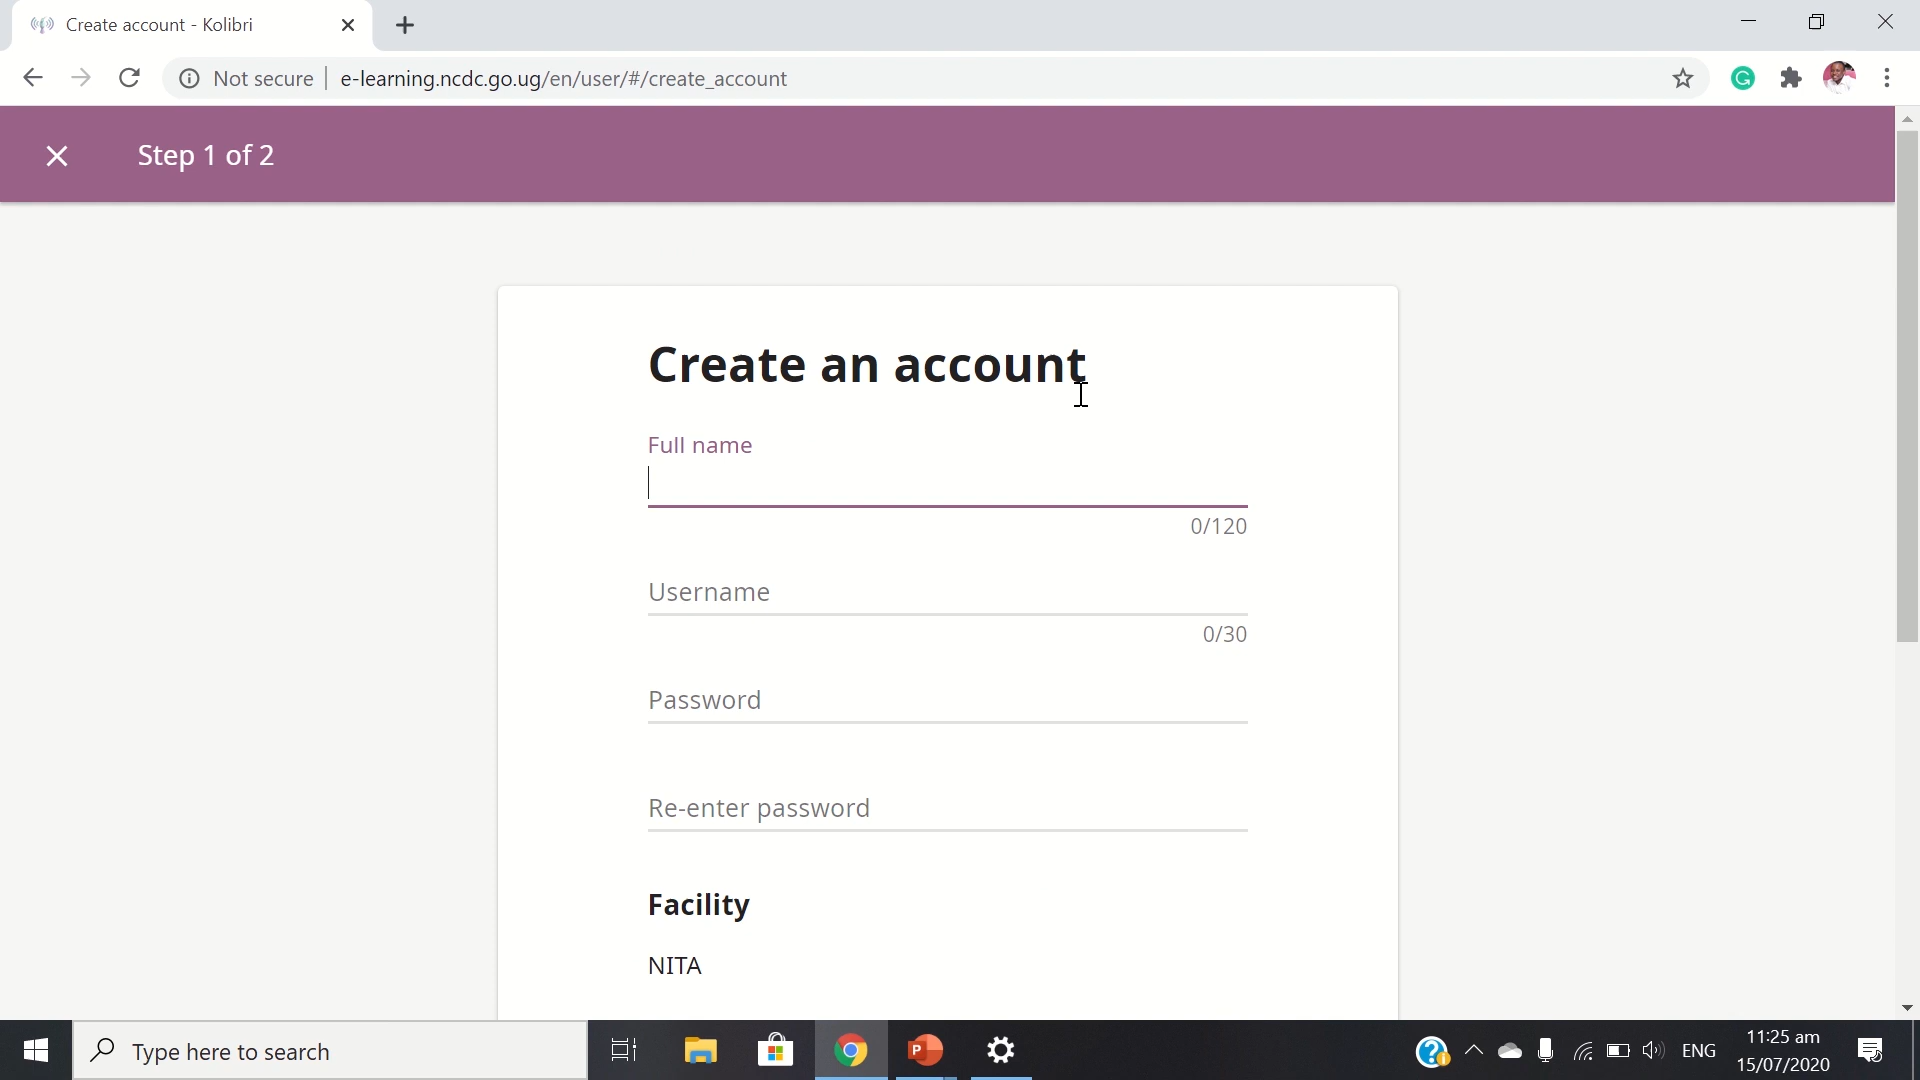 Create account - Kolibri
Not secure
e-learning.ncdc.go.ug/en/user/#/create_account
Step 1 of 2
Create an account
Full name
0/120
Username
0/30
Password
Re-enter password
Facility
NITA
Type here to search
ENG
11:25 am
15/07/2020